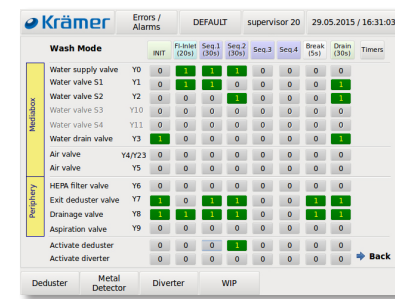 Krämer Errors / Alarms DEFAULT supervisor 20 29.05.2015 / 16:31:03
Wash Mode INIT Fl-Inlet (20s) Seq.1 (30s) Seq.2 (30s) Seq.3 Seq.4 Break (5s) Drain (30s) Timers
Mediabox
Water supply valve Y0 0 1 1 1 0 0 0 0
Water valve S1 Y1 0 1 1 0 0 0 0 1
Water valve S2 Y2 0 0 0 1 0 0 0 1
Water valve S3 Y10 0 0 0 0 0 0 0 0
Water valve S4 Y11 0 0 0 0 0 0 0 0
Water drain valve Y3 1 0 0 0 0 0 0 1
Air valve Y4/Y23 0 0 0 0 0 0 0 0
Air valve Y5 0 0 0 0 0 0 0 0
Periphery
HEPA filter valve Y6 0 0 0 0 0 0 0 0
Exit deduster valve Y7 1 0 1 1 0 0 1 1
Drainage valve Y8 1 1 1 1 0 0 1 1
Aspiration valve Y9 0 0 0 0 0 0 0 0
Activate deduster 0 0 0 1 0 0 0 0
Activate diverter 0 0 0 0 0 0 0 0 Back
Deduster Metal Detector Diverter WIP